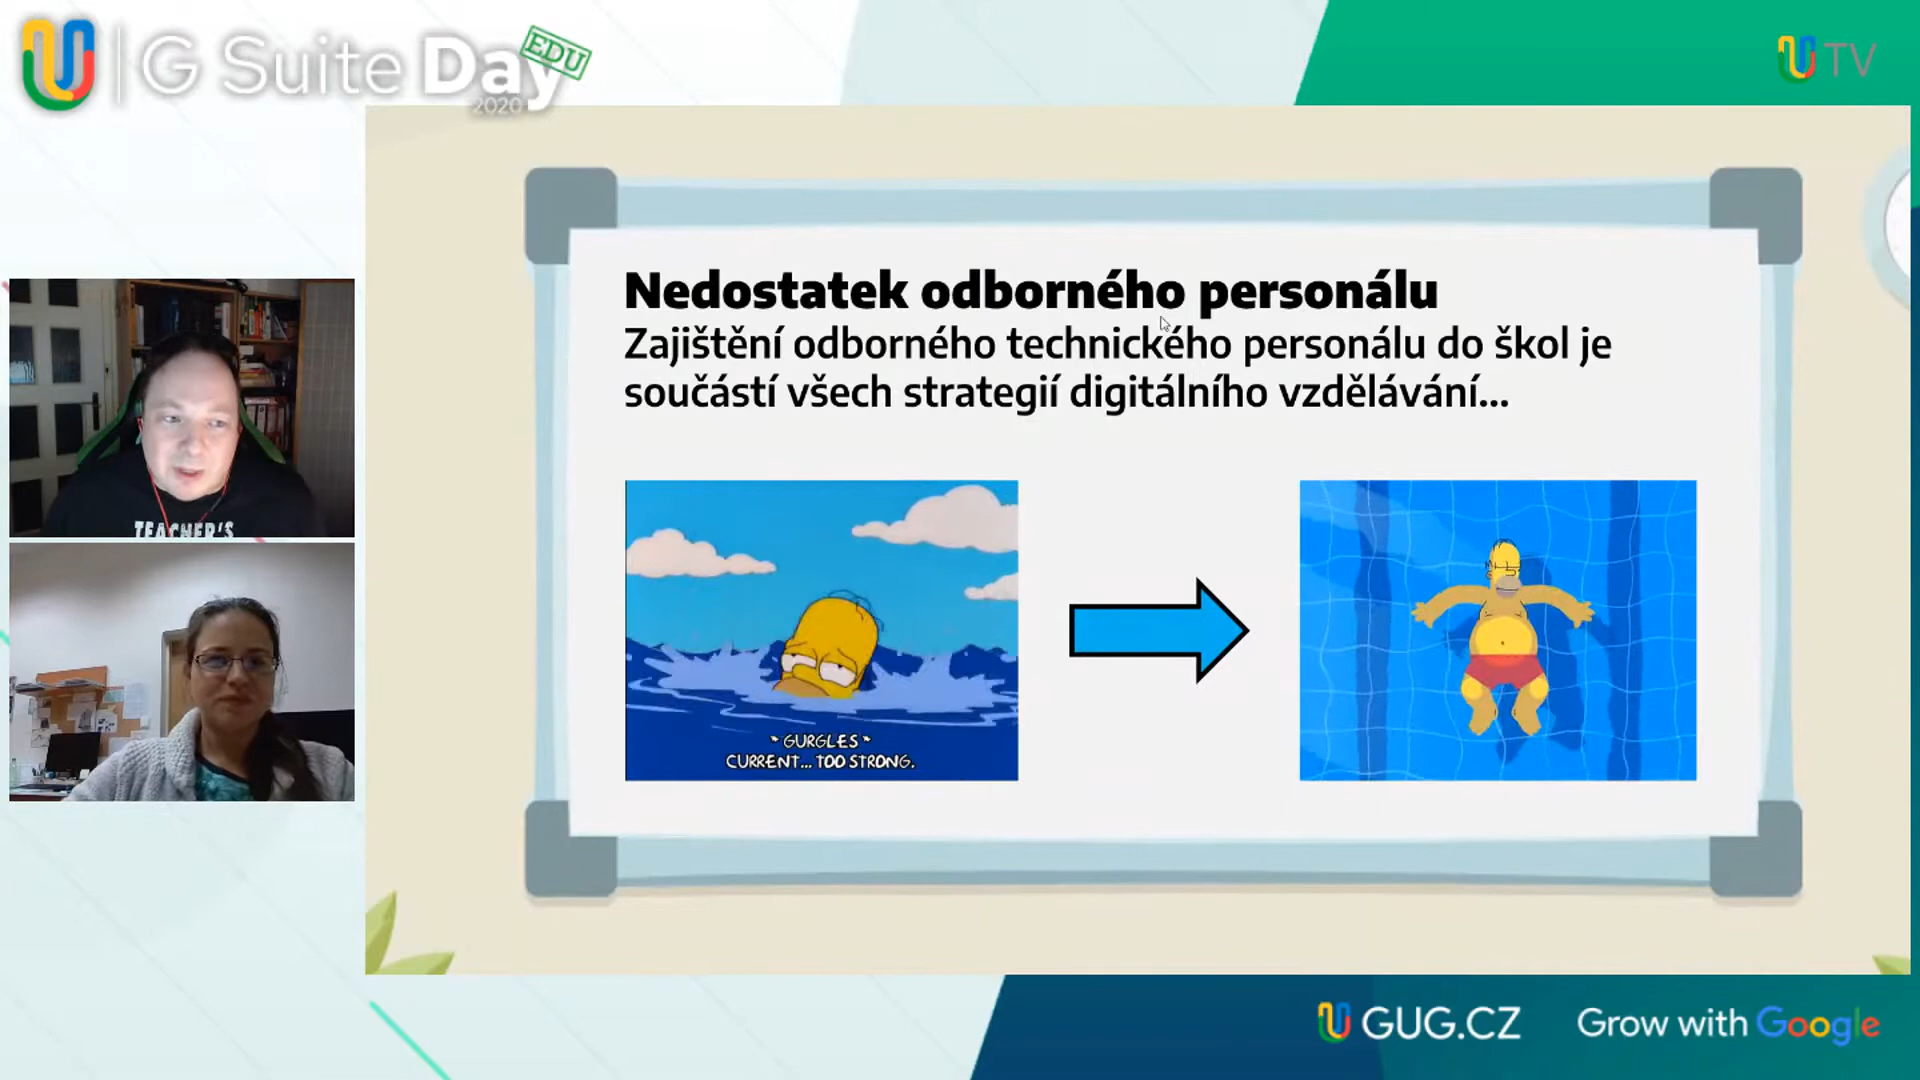 G Suite Day
EDU
2020
TV
Nedostatek odborného personálu
Zajištění odborného technického personálu do škol je
součástí všech strategií digitálního vzdělávání...
TEACHER'S
*GURGLES*
CURRENT... TOO STRONG.
GUG.CZ
Grow with Google